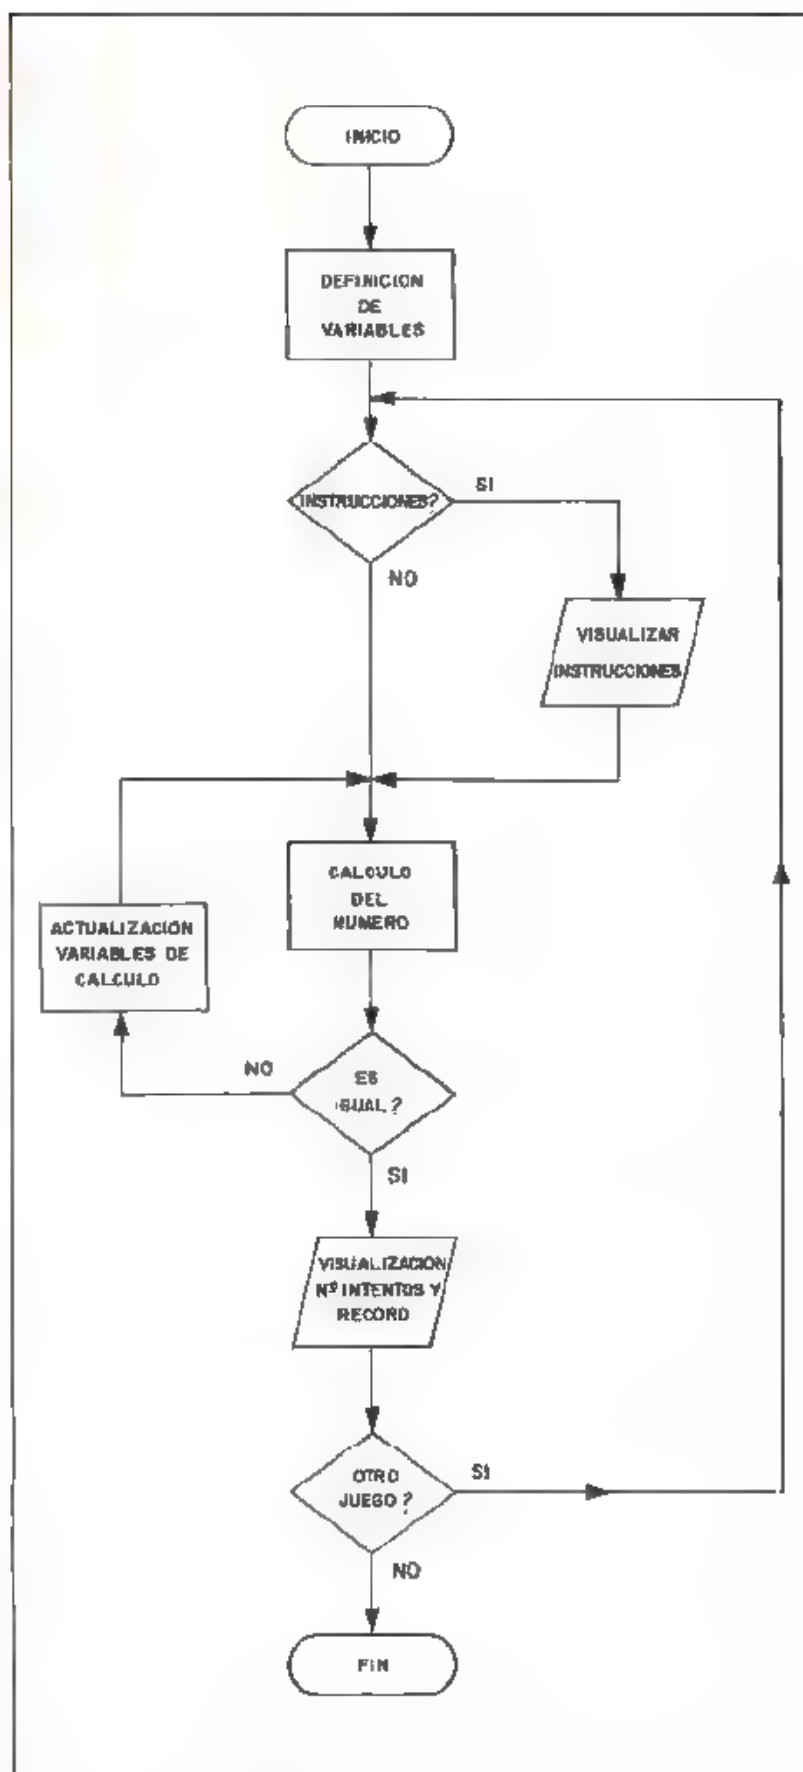 INICIO
DEFINICION
DE
VARIABLES
INSTRUCCIONES?
SI
NO
VISUALIZAR
INSTRUCCIONES
CALCULO
DEL
NUMERO
ACTUALIZACIÓN
VARIABLES DE
CALCULO
NO
ES
IGUAL?
SI
VISUALIZACION
Nº INTENTOS Y
RECORD
OTRO
JUEGO?
SI
NO
FIN